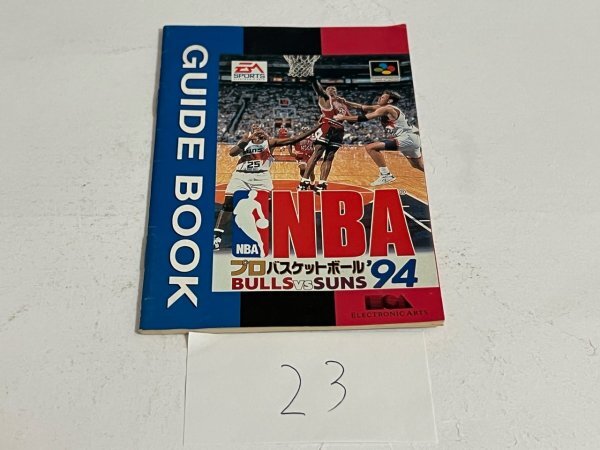 GUIDE BOOK
EA
SPORTS
25
NBA
NBA
プロバスケットボール'94
BULLS VS SUNS
ELECTRONIC ARTS
23